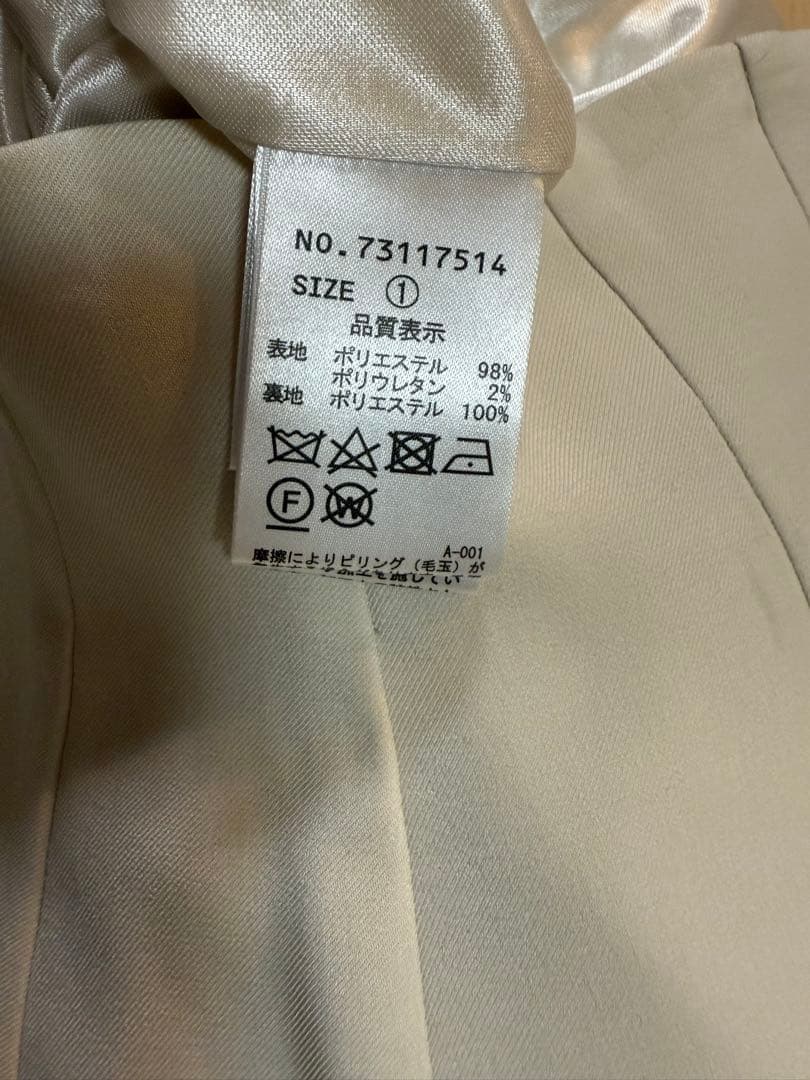 NO.73117514
SIZE ①
品質表示
表地 ポリエステル 98%
ポリウレタン 2%
裏地 ポリエステル 100%
F W
A-001
摩擦によりピリング（毛玉）が